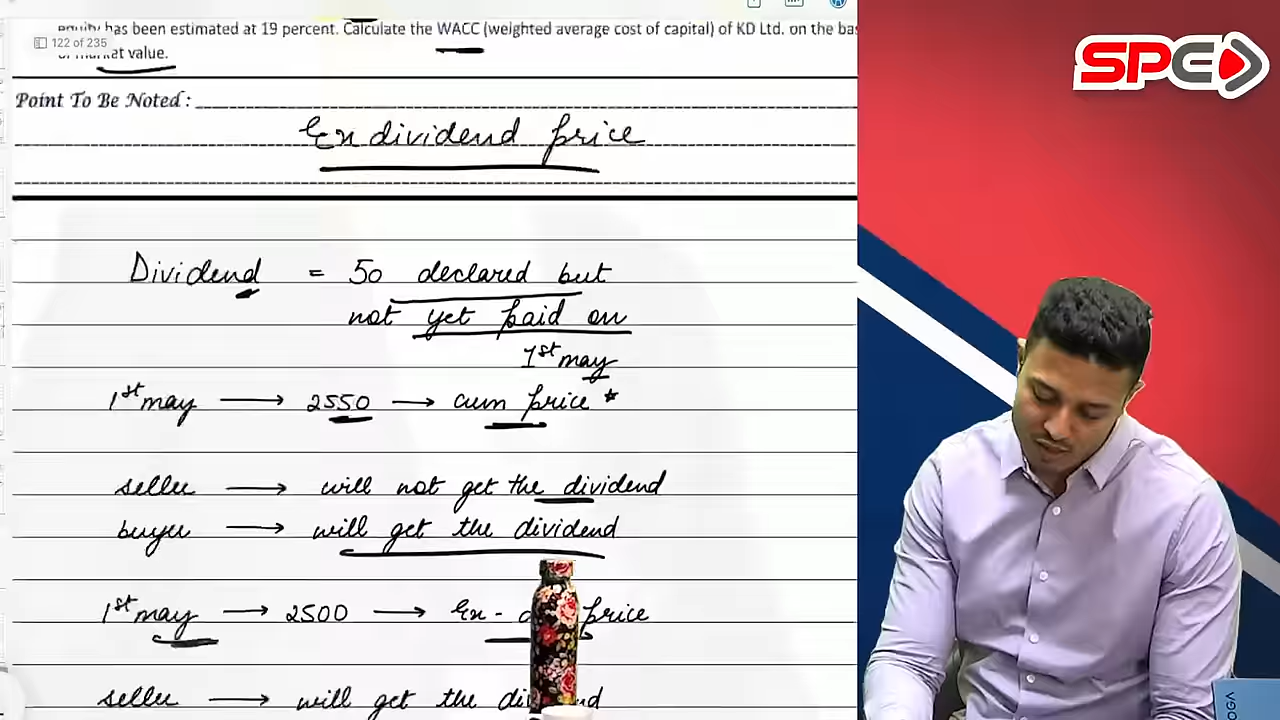 equity has been estimated at 19 percent. Calculate the WACC (weighted average cost of capital) of KD Ltd. on the bas
122 of 235
market value.
SPC
Point To Be Noted :
Ex dividend price
Dividend = 50 declared but
not yet paid on
1st may
1st may → 2550 → cum price *
seller → will not get the dividend
buyer → will get the dividend
1st may → 2500 → Ex - price
seller → will get the